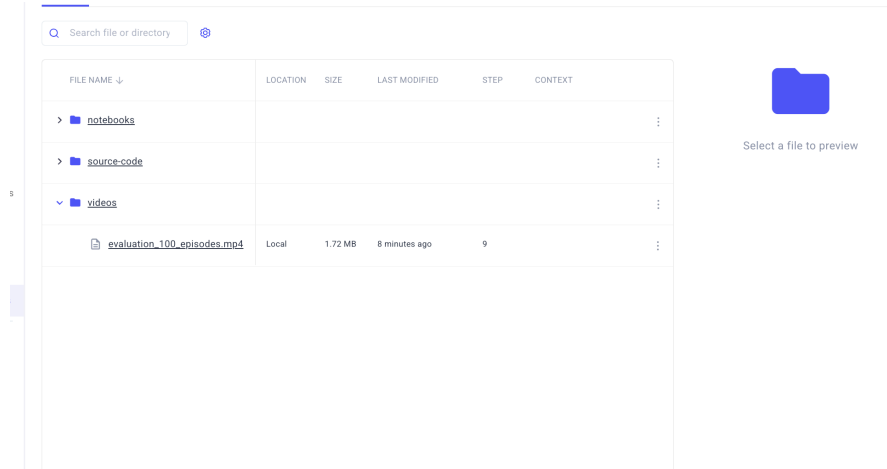 Search file or directory
FILE NAME ↓ LOCATION SIZE LAST MODIFIED STEP CONTEXT
notebooks
Select a file to preview
source-code
s
videos
evaluation_100_episodes.mp4 Local 1.72 MB 8 minutes ago 9